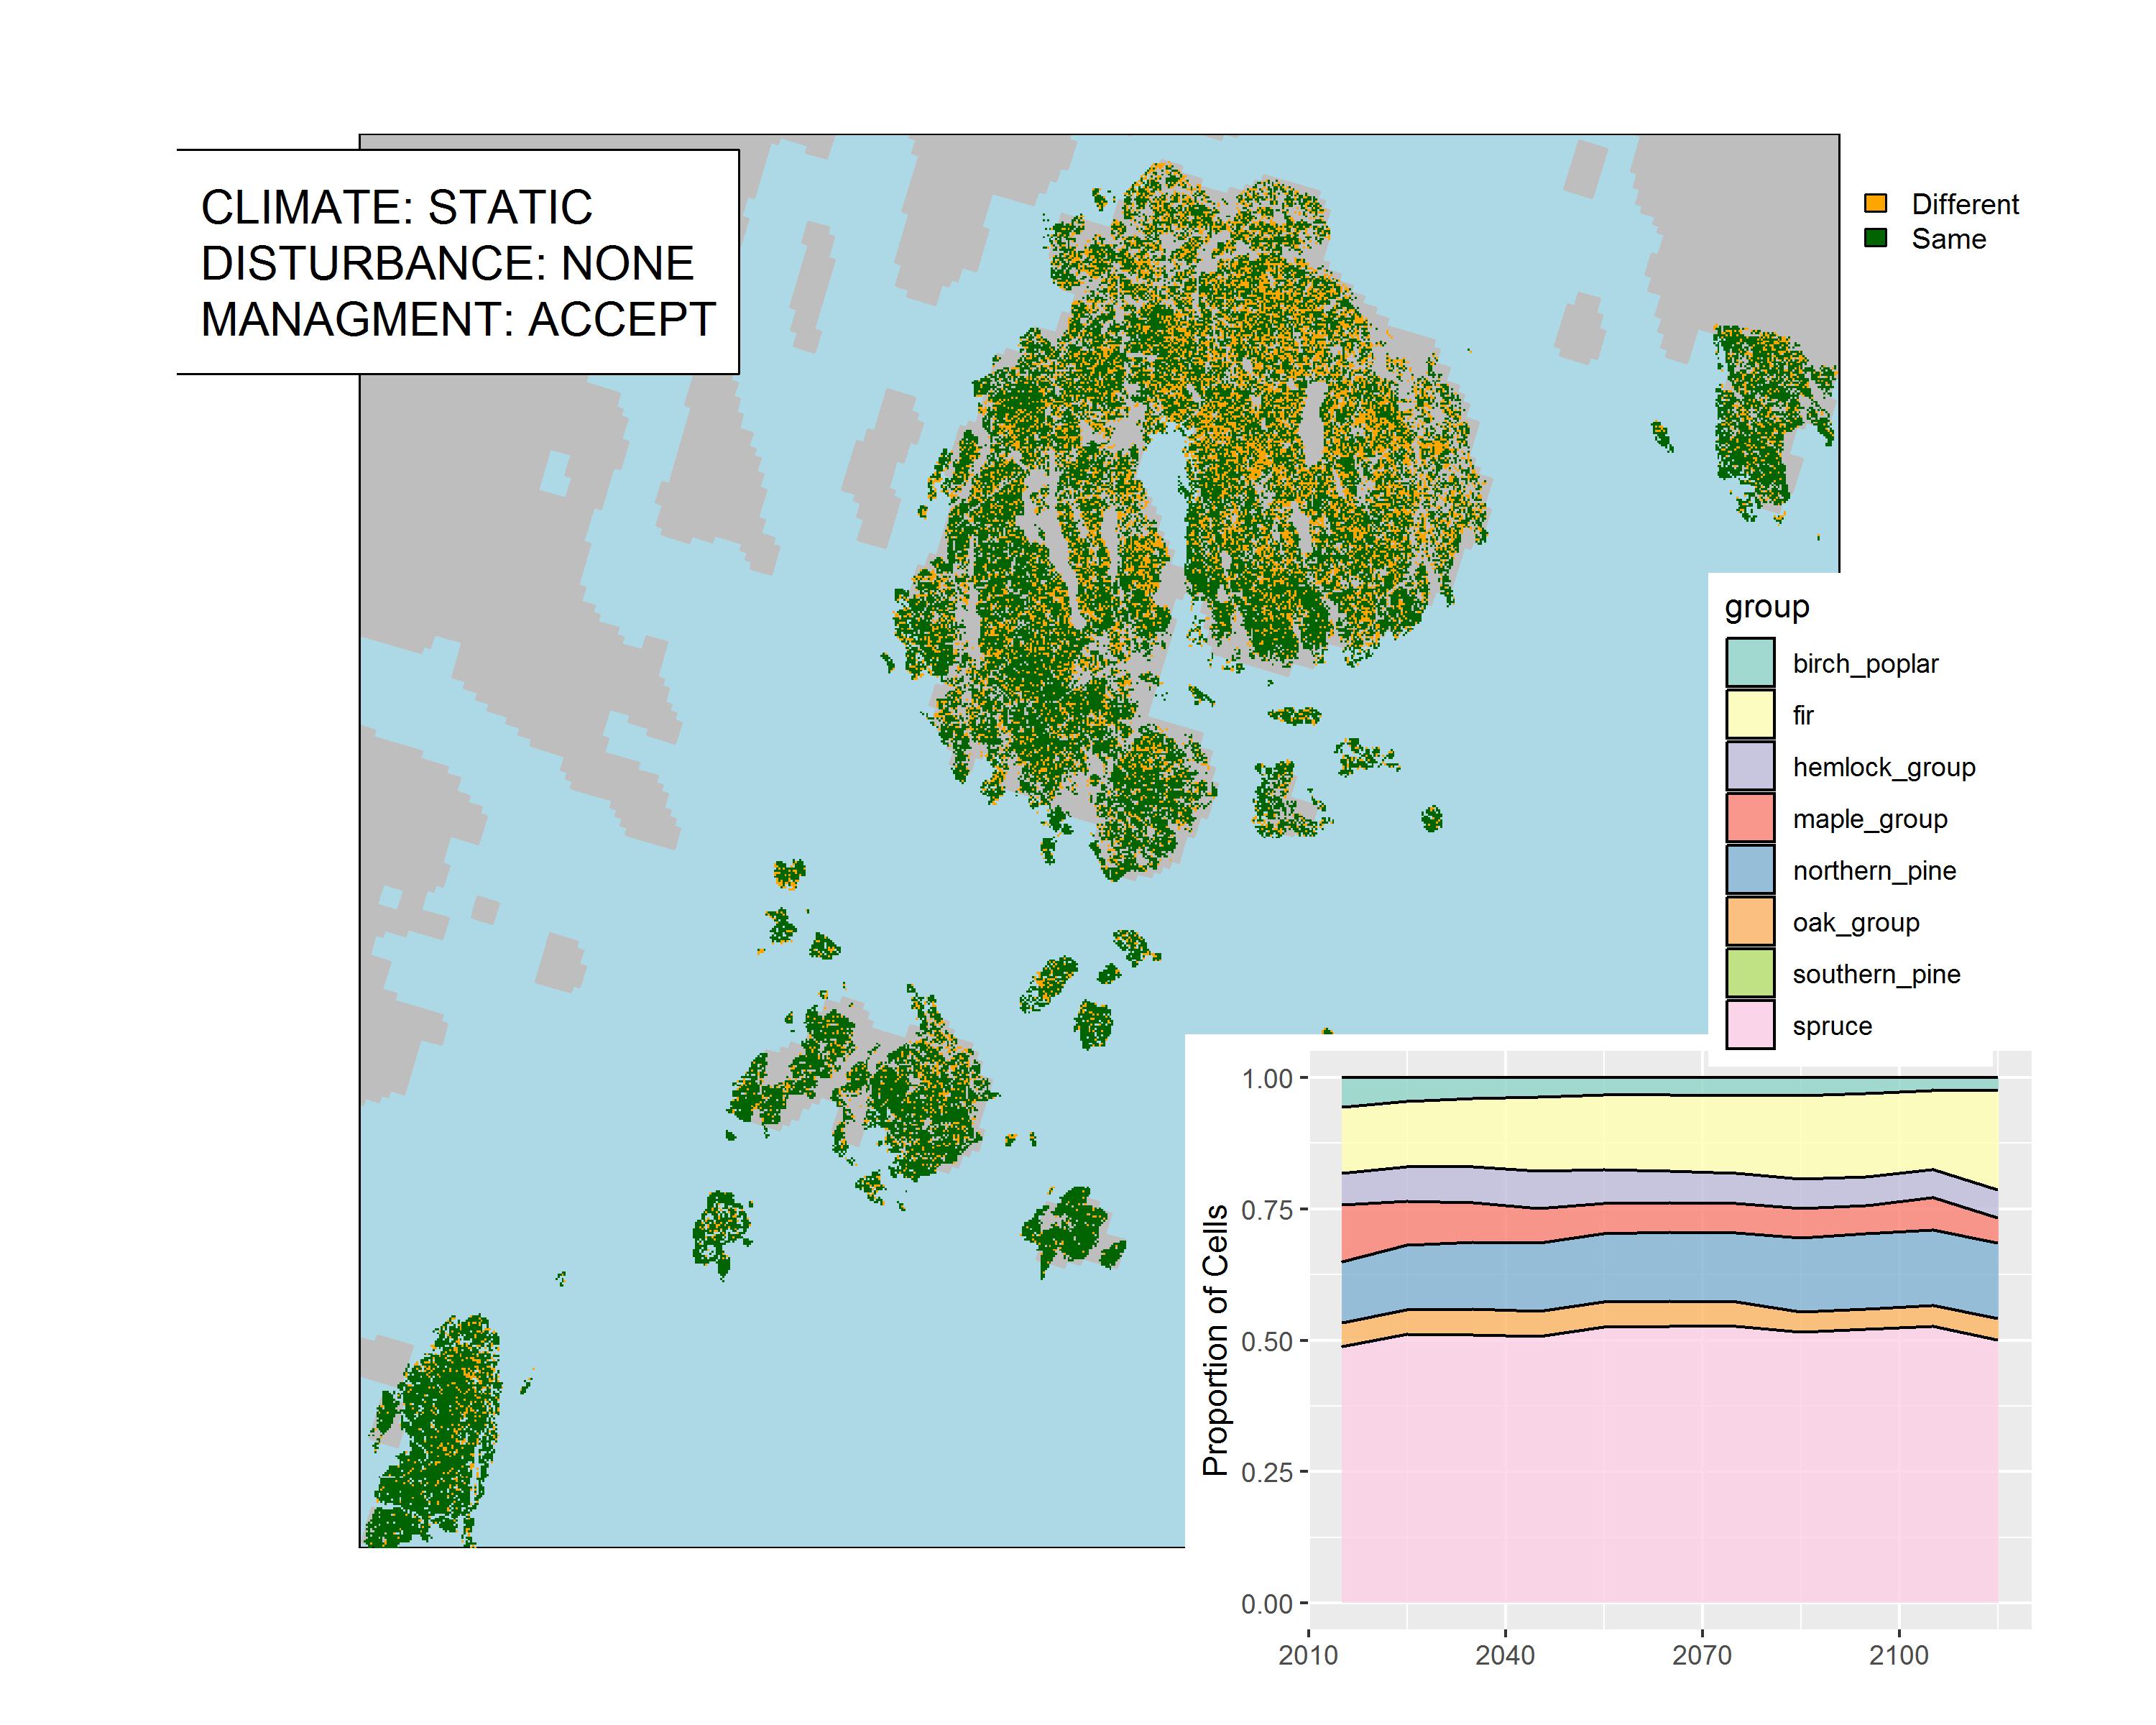 CLIMATE: STATIC
DISTURBANCE: NONE
MANAGMENT: ACCEPT
Different
Same
group
birch_poplar
fir
hemlock_group
maple_group
northern_pine
oak_group
southern_pine
spruce
Proportion of Cells
1.00
0.75
0.50
0.25
0.00
2010 2040 2070 2100